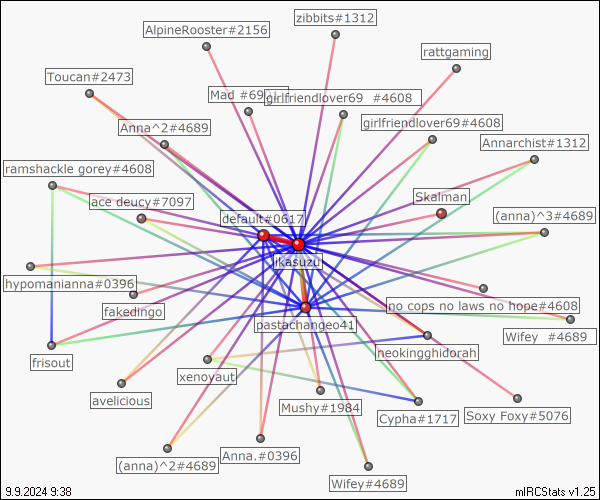 zibbits#1312
AlpineRooster#2156
rattgaming
Toucan#2473
Mad #69
girlfriendlover69 #4608
Anna^2#4689
girlfriendlover69#4608
Annarchist#1312
ramshackle gorey#4608
Skalman
ace deucy#7097
default#0617
(anna)^3#4689
jkasuzu
hypomanianna#0396
fakedingo
no cops no laws no hope#4608
pastachangeo41
Wifey #4689
neokingghidorah
frisout
xenoyaut
avelicious
Mushy#1984
Cypha#1717
Soxy Foxy#5076
Anna.#0396
(anna)^2#4689
Wifey#4689
9.9.2024 9:38
mIRCStats v1.25